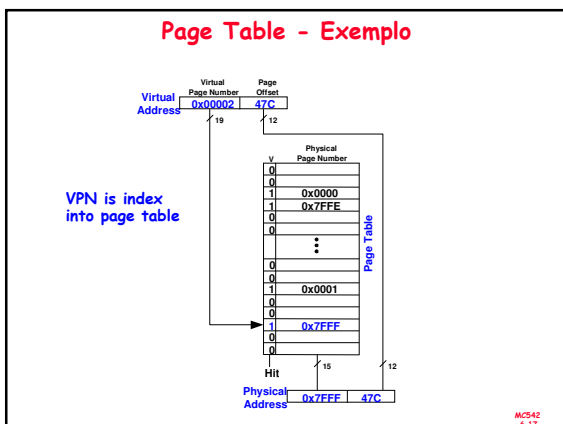 Page Table - Exemplo
Virtual Page Number
Page Offset
Virtual Address
0x00002 47C
19 12
V
Physical Page Number
0
0
1 0x0000
1 0x7FFE
0
0
VPN is index
into page table
Page Table
0
0
1 0x0001
0
0
1 0x7FFF
0
0
Hit
15 12
Physical Address
0x7FFF 47C
MC542
6.17